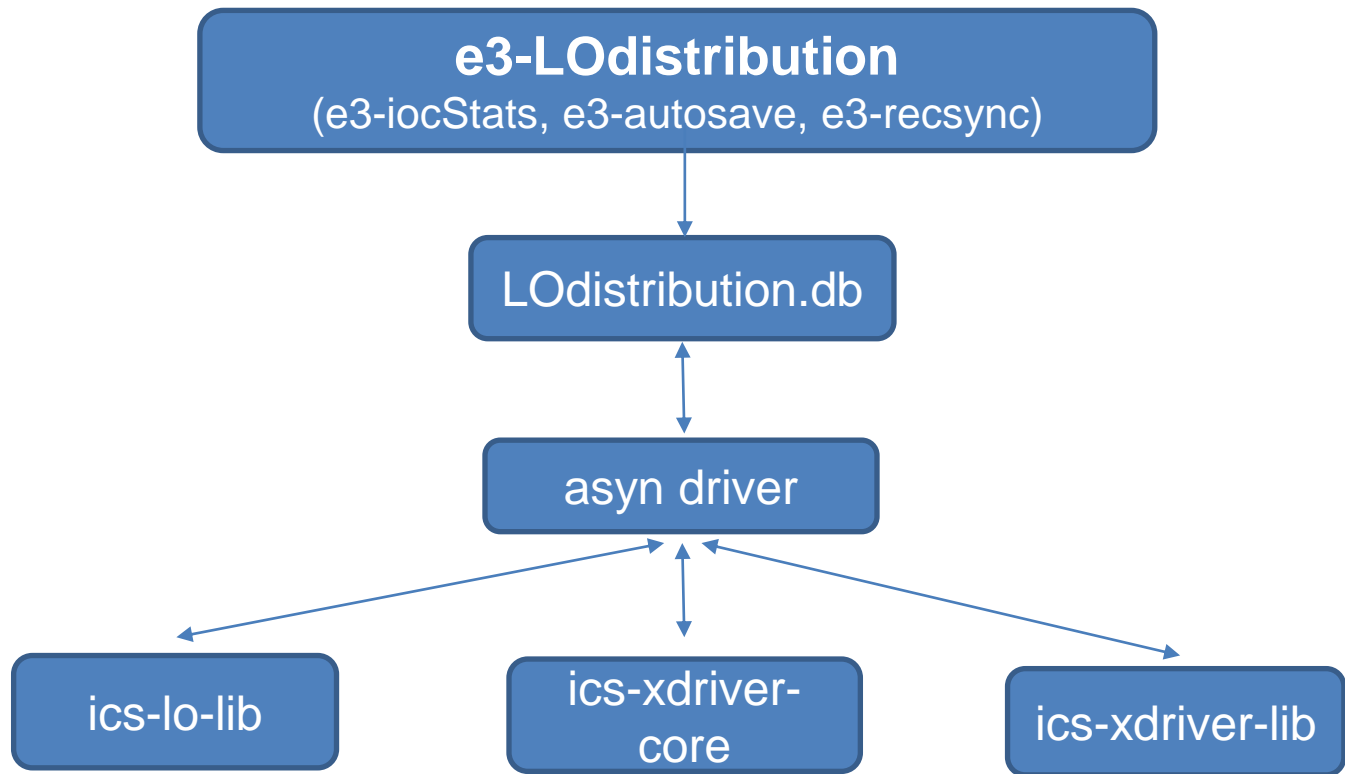 e3-LOdistribution
(e3-iocStats, e3-autosave, e3-recsync)
LOdistribution.db
asyn driver
ics-lo-lib
ics-xdriver-
core
ics-xdriver-lib